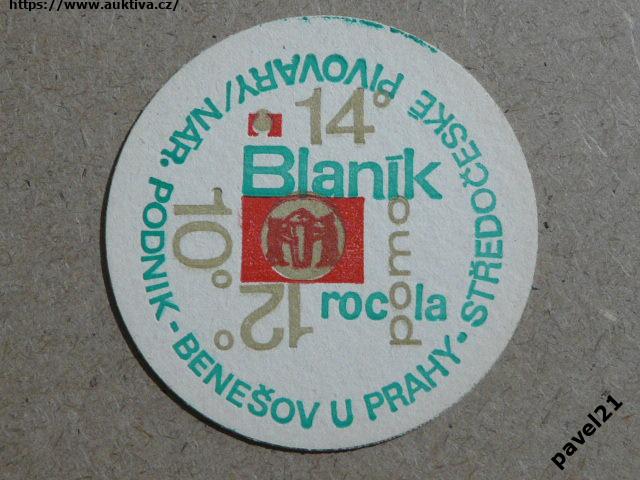 https://www.auktiva.cz/
STŘEDOČESKÉ PIVOVARY/NÁR. PODNIK - BENEŠOV U PRAHY -
14°
Blaník
10°
12°
rocola
pomo
pavel21